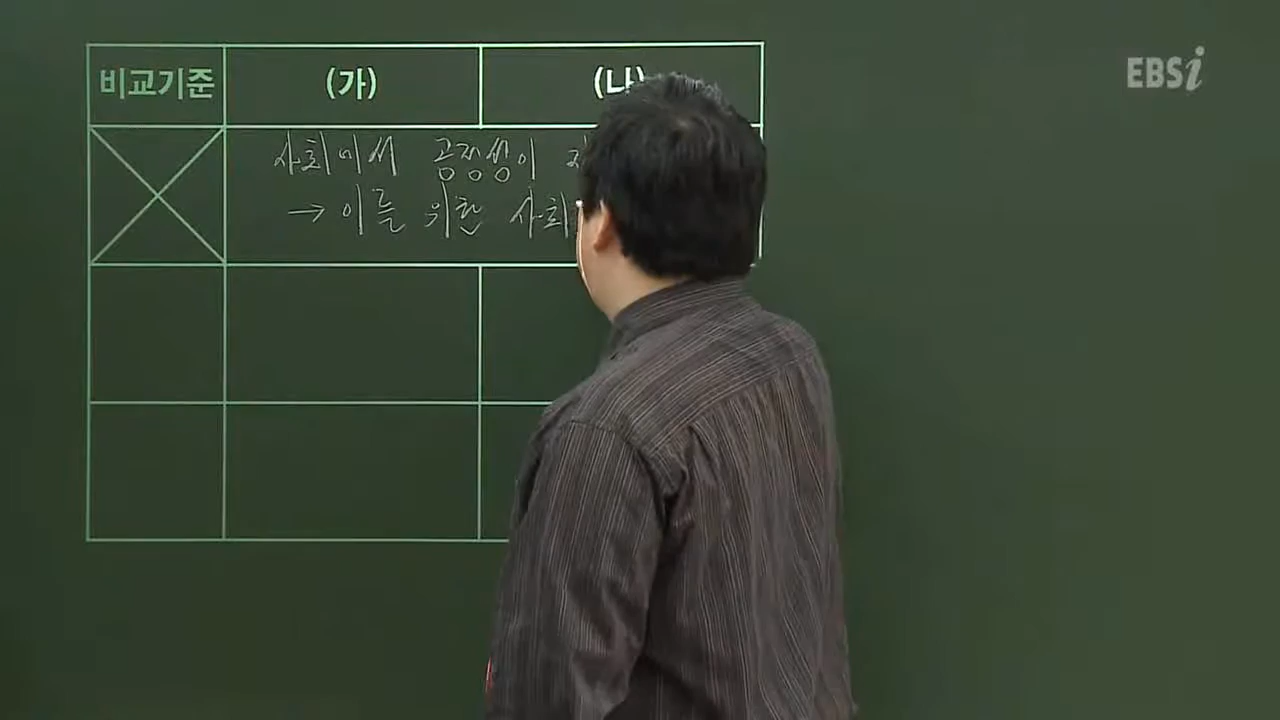 EBSi
비교기준 (가) (나)
사회에서 공정성이
→ 이를 위한 사회